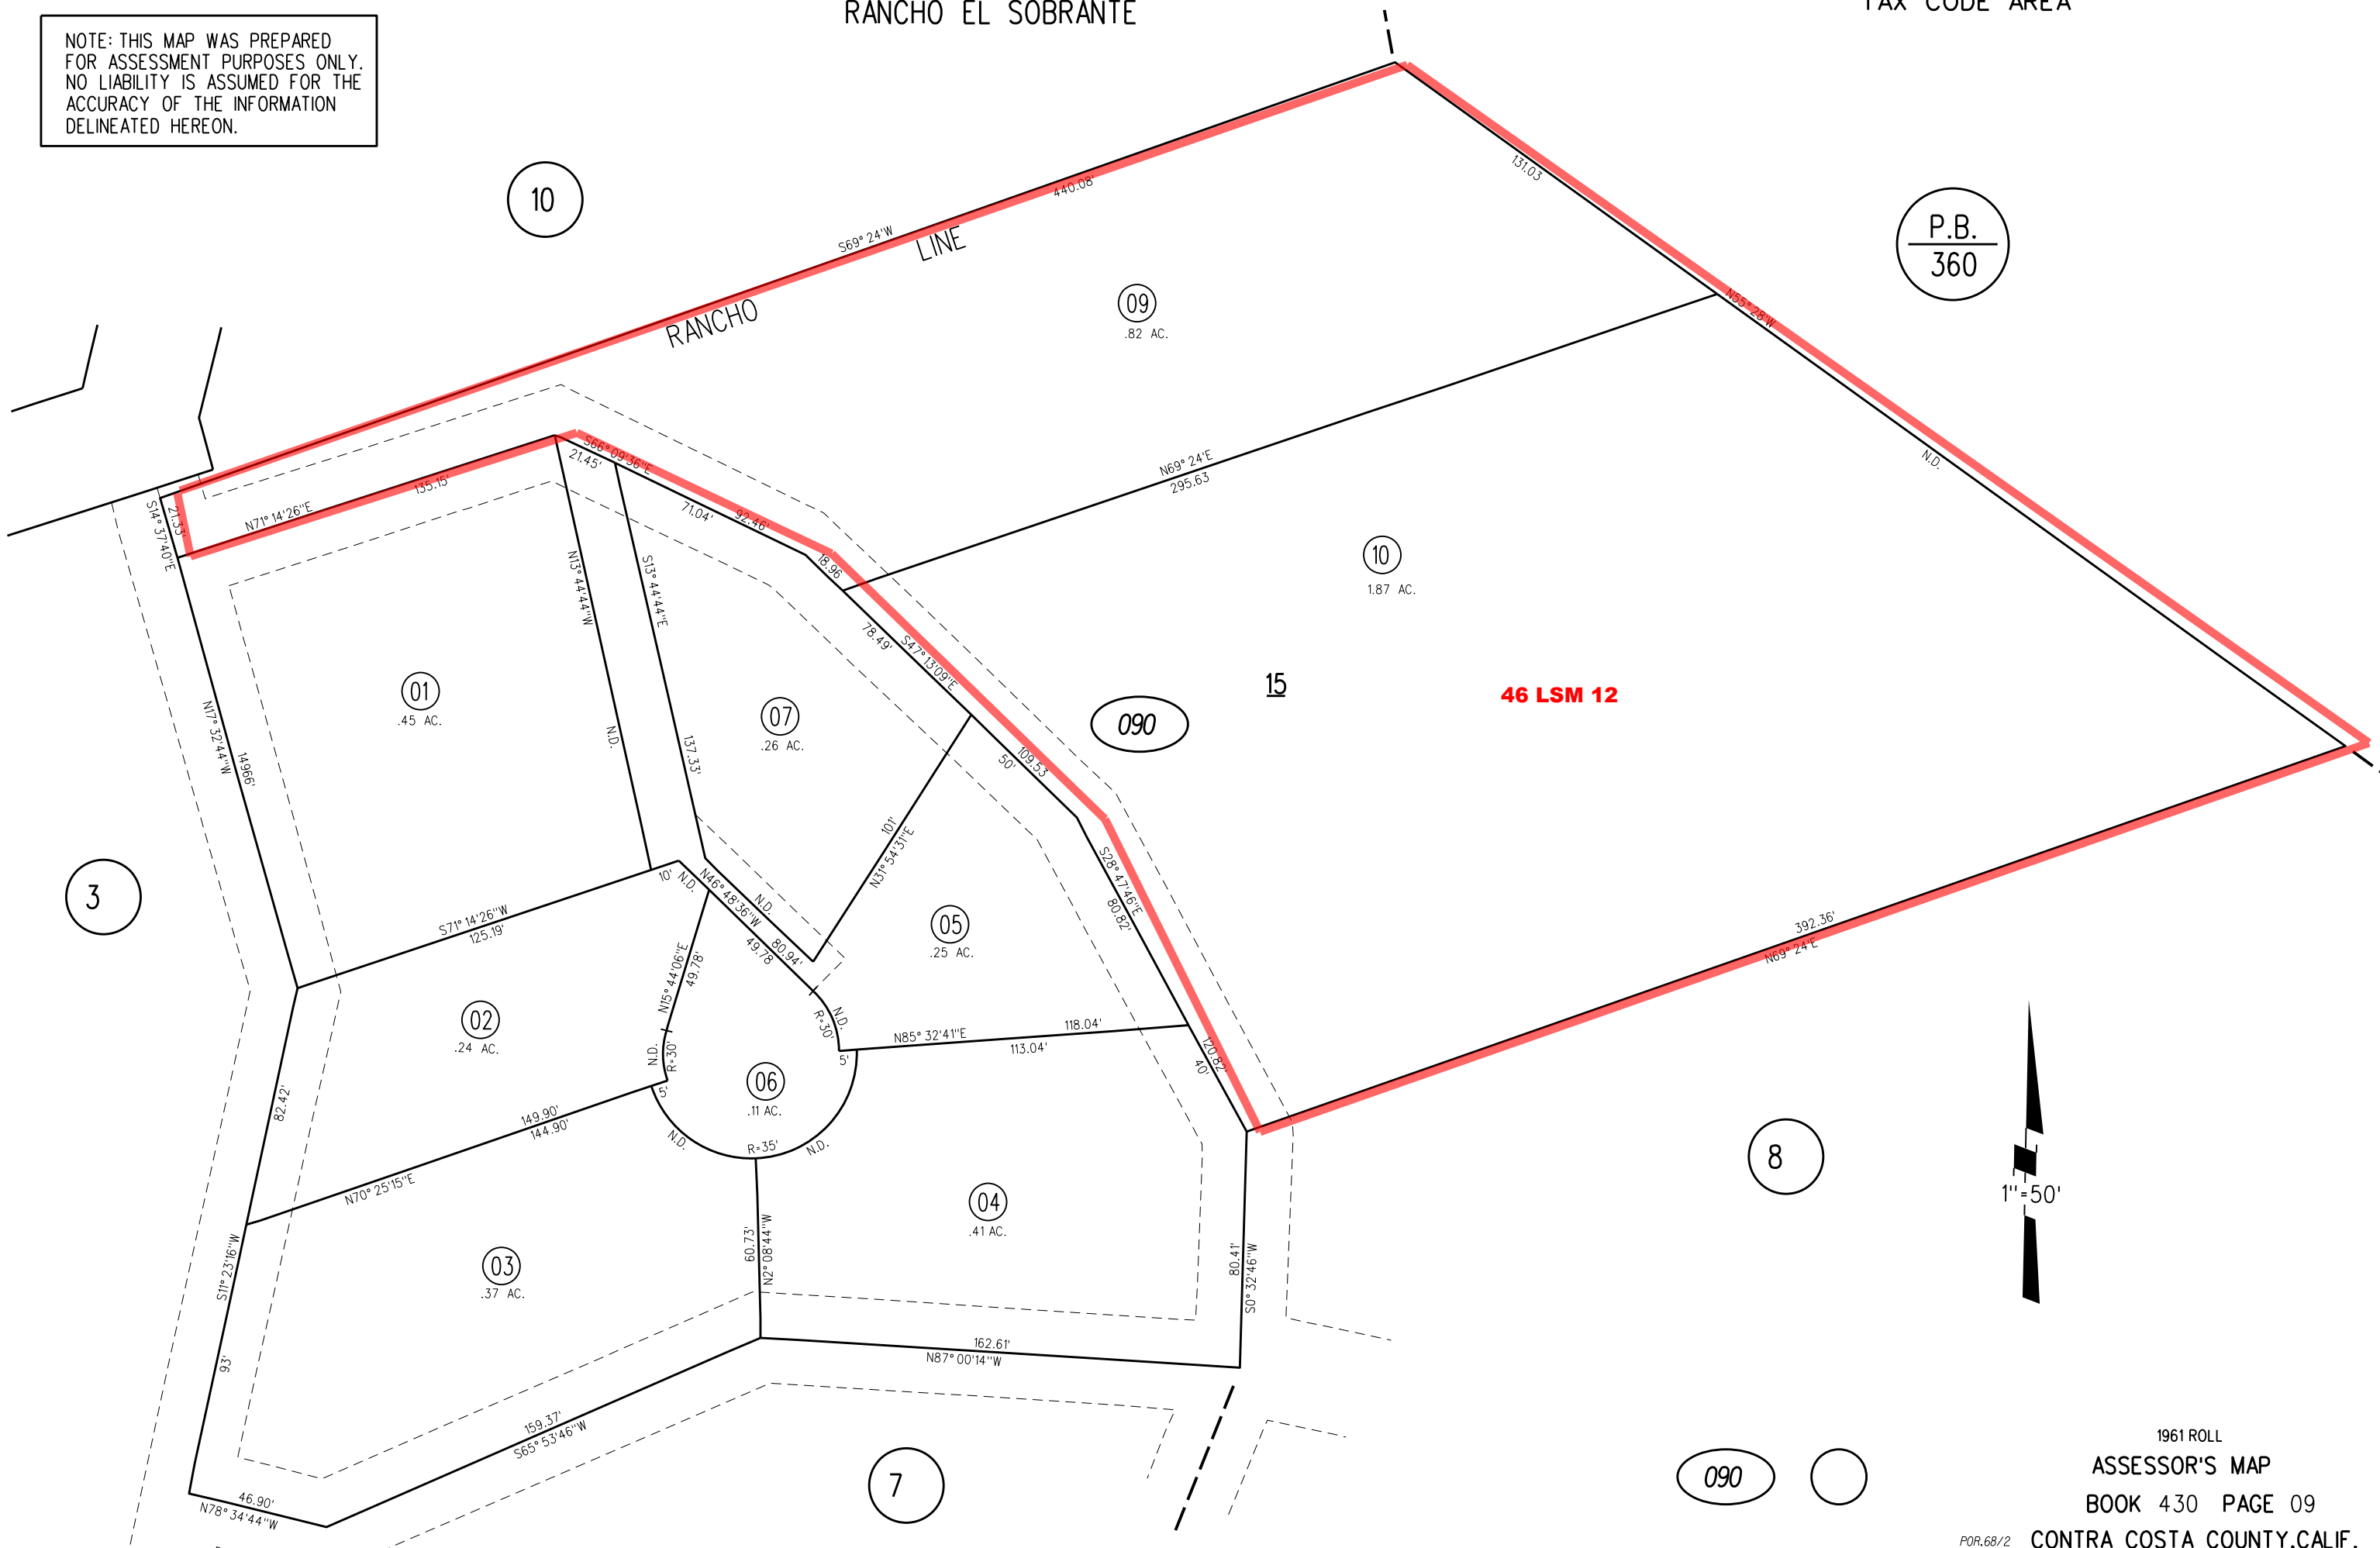 RANCHO EL SOBRANTE
TAX CODE AREA
NOTE: THIS MAP WAS PREPARED
FOR ASSESSMENT PURPOSES ONLY.
NO LIABILITY IS ASSUMED FOR THE
ACCURACY OF THE INFORMATION
DELINEATED HEREON.
10
P.B.
360
131.03
440.08'
S69° 24'W
RANCHO LINE
09
.82 AC.
N55° 28'W
N.D.
N69° 24'E
295.63
10
1.87 AC.
15
46 LSM 12
090
S14° 37'40"E
21.33'
N71° 14'26"E
135.15'
S66° 09'36"E
21.45'
71.04'
92.46'
18.96
78.49'
S47° 13'09"E
109.53
50'
N13° 44'44"W
N.D.
S13° 44'44"E
137.33'
01
.45 AC.
07
.26 AC.
N17° 32'44"W
14966'
101'
N31° 54'31"E
S28° 47'46"E
80.82'
3
S71° 14'26"W
125.19'
10'
N.D.
N46° 48'36"W
N.D.
49.78
80.94'
05
.25 AC.
392.36'
N69° 24'E
N15° 44'06"E
49.78'
02
.24 AC.
N.D.
R=30'
N.D.
R=30'
N85° 32'41"E
118.04'
113.04'
5'
5'
120.82'
40'
06
.11 AC.
82.42'
149.90'
144.90'
N70° 25'15"E
N.D.
R=35'
N.D.
8
1"=50'
04
.41 AC.
03
.37 AC.
S11° 23'16"W
93'
60.73'
N2° 08'44"W
80.41'
S0° 32'46"W
162.61'
N87° 00'14"W
159.37'
S65° 53'46"W
46.90'
N78° 34'44"W
7
090
1961 ROLL
ASSESSOR'S MAP
BOOK 430 PAGE 09
POR.68/2 CONTRA COSTA COUNTY,CALIF.